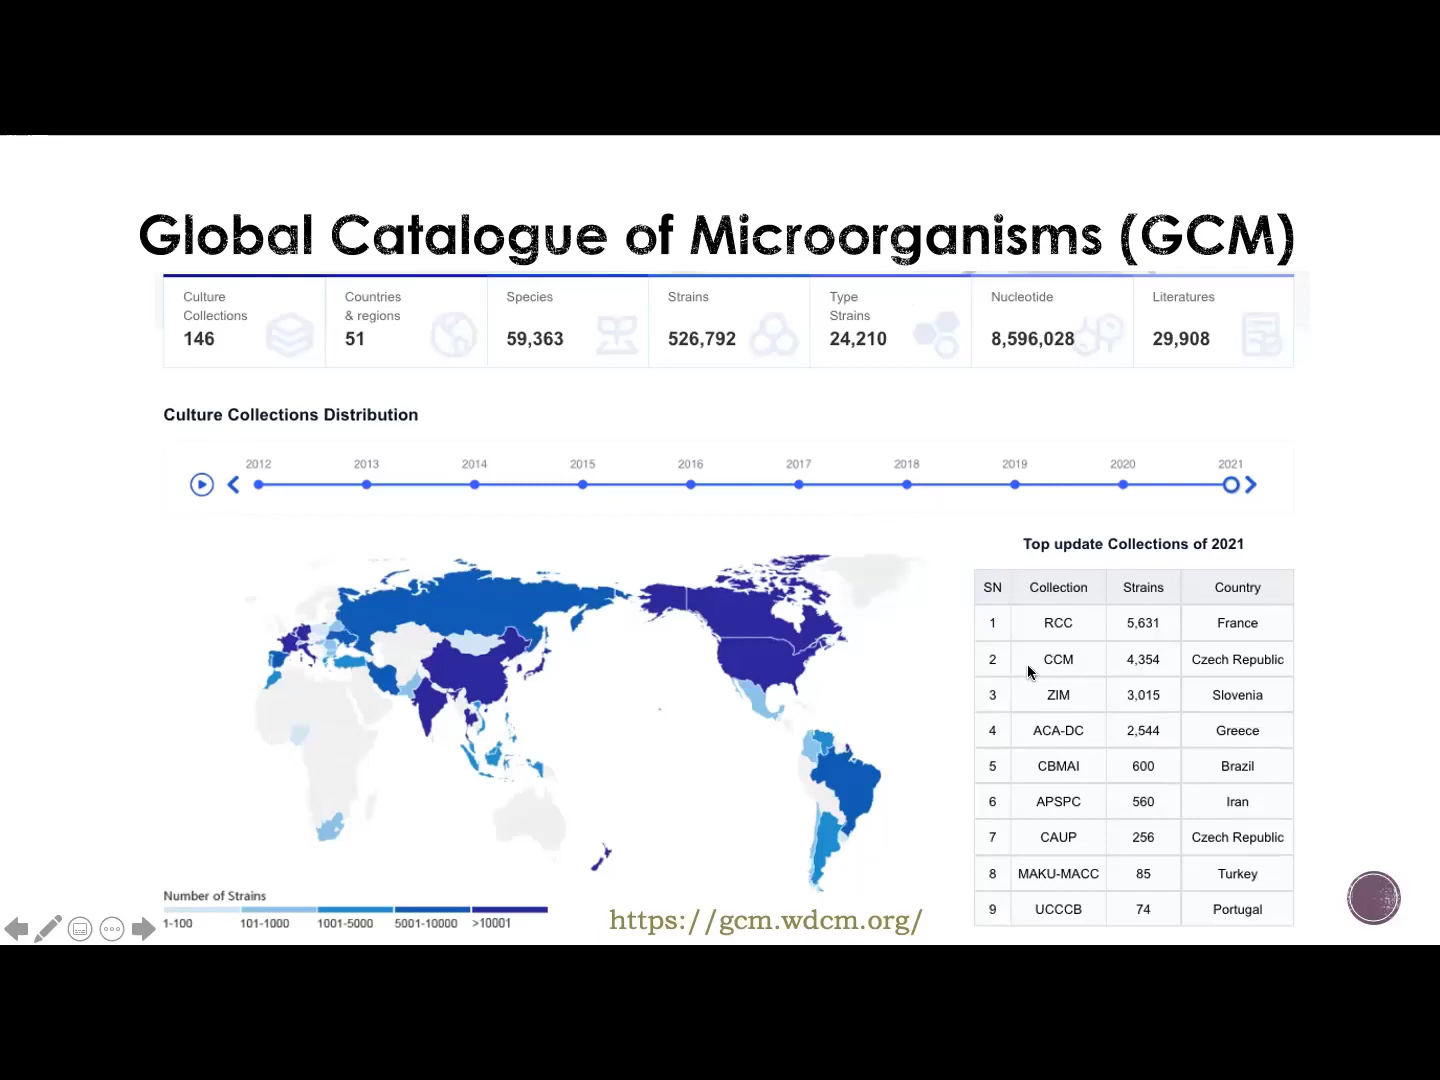 Global Catalogue of Microorganisms (GCM)
Culture Collections 146
Countries & regions 51
Species 59,363
Strains 526,792
Type Strains 24,210
Nucleotide 8,596,028
Literatures 29,908
Culture Collections Distribution
2012 2013 2014 2015 2016 2017 2018 2019 2020 2021
Top update Collections of 2021
SN Collection Strains Country
1 RCC 5,631 France
2 CCM 4,354 Czech Republic
3 ZIM 3,015 Slovenia
4 ACA-DC 2,544 Greece
5 CBMAI 600 Brazil
6 APSPC 560 Iran
7 CAUP 256 Czech Republic
8 MAKU-MACC 85 Turkey
9 UCCCB 74 Portugal
Number of Strains
1-100 101-1000 1001-5000 5001-10000 >10001
https://gcm.wdcm.org/